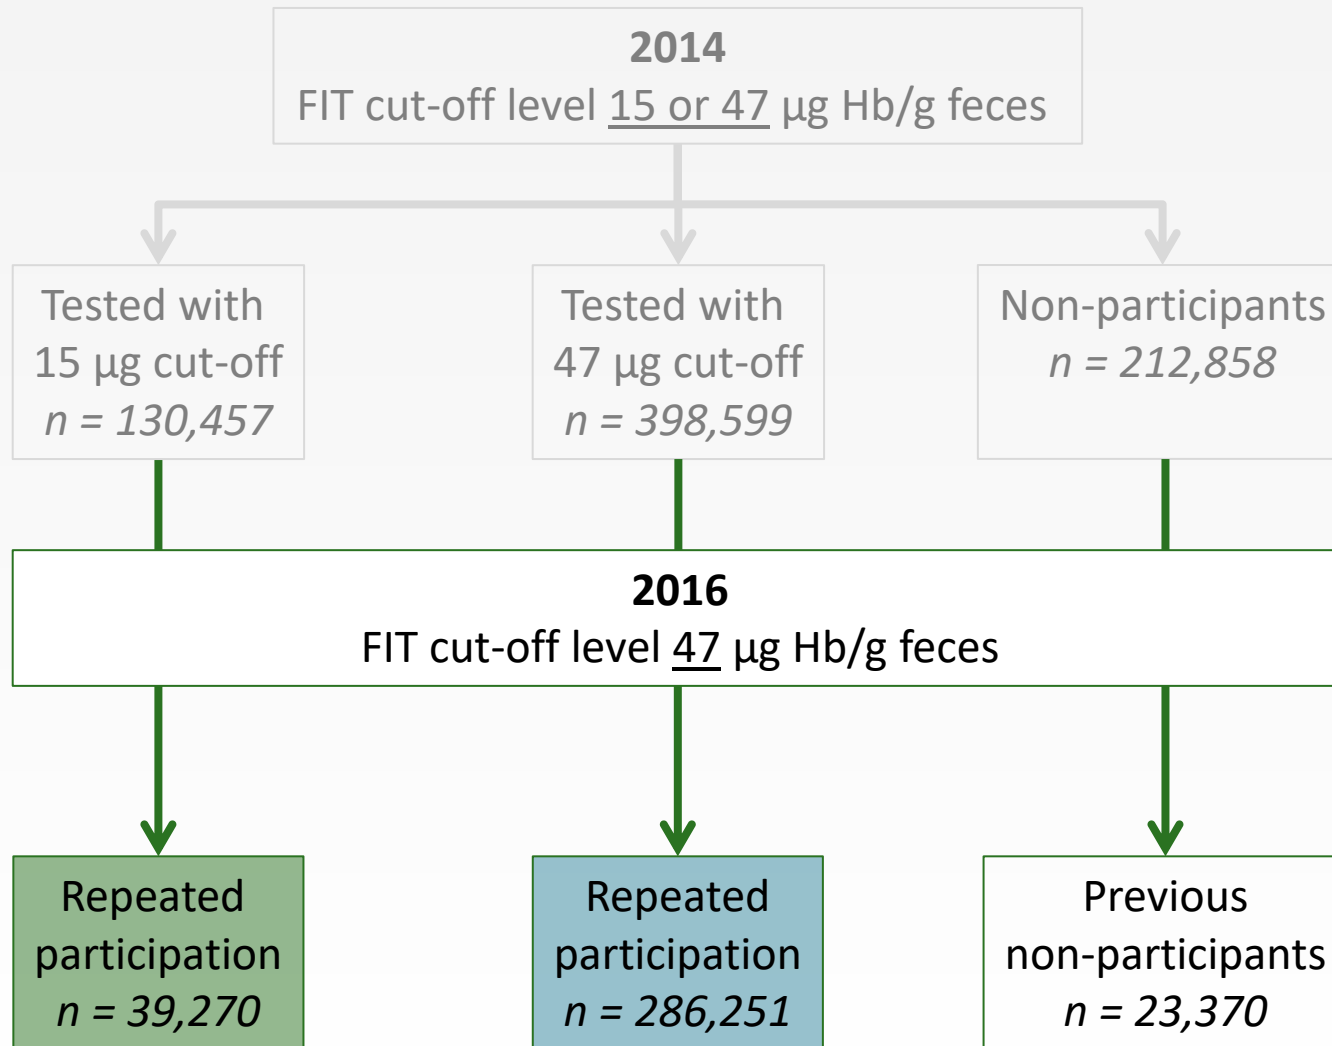 2014
FIT cut-off level 15 or 47 µg Hb/g feces
Tested with
15 µg cut-off
n = 130,457
Tested with
47 µg cut-off
n = 398,599
Non-participants
n = 212,858
2016
FIT cut-off level 47 µg Hb/g feces
Repeated
participation
n = 39,270
Repeated
participation
n = 286,251
Previous
non-participants
n = 23,370